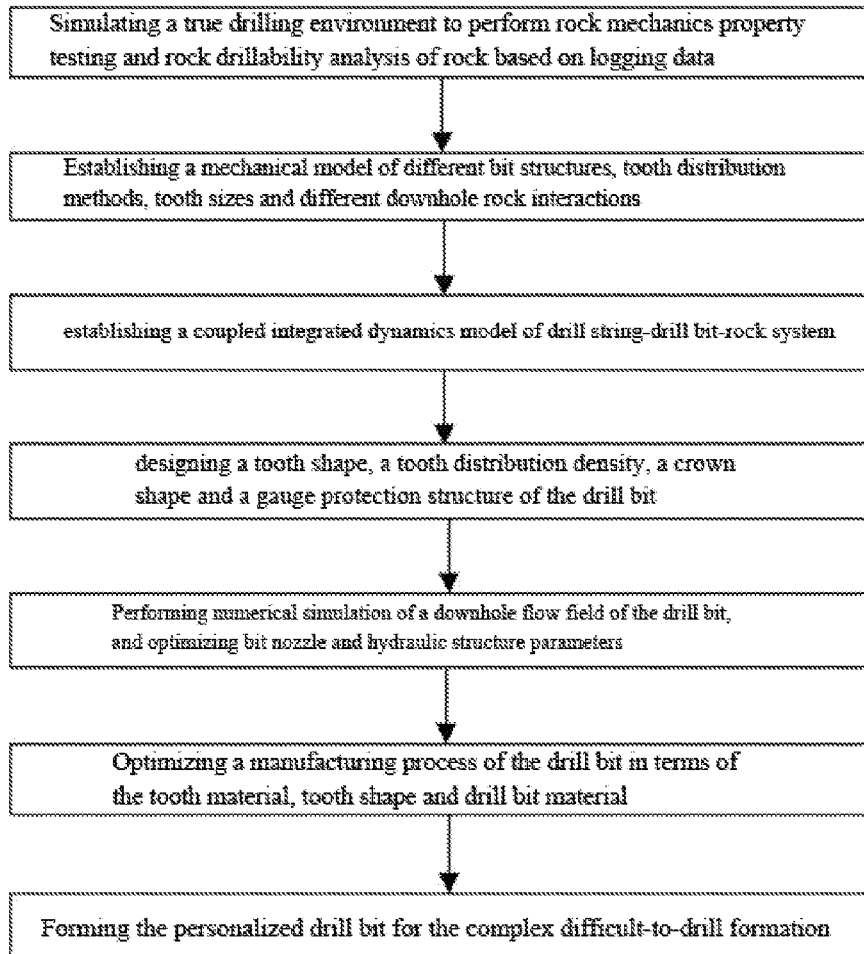 Simulating a true drilling environment to perform rock mechanics property
testing and rock drillability analysis of rock based on logging data
Establishing a mechanical model of different bit structures, tooth distribution
methods, tooth sizes and different downhole rock interactions
establishing a coupled integrated dynamics model of drill string-drill bit-rock system
designing a tooth shape, a tooth distribution density, a crown
shape and a gauge protection structure of the drill bit
Performing numerical simulation of a downhole flow field of the drill bit,
and optimizing bit nozzle and hydraulic structure parameters
Optimizing a manufacturing process of the drill bit in terms of
the tooth material, tooth shape and drill bit material
Forming the personalized drill bit for the complex difficult-to-drill formation